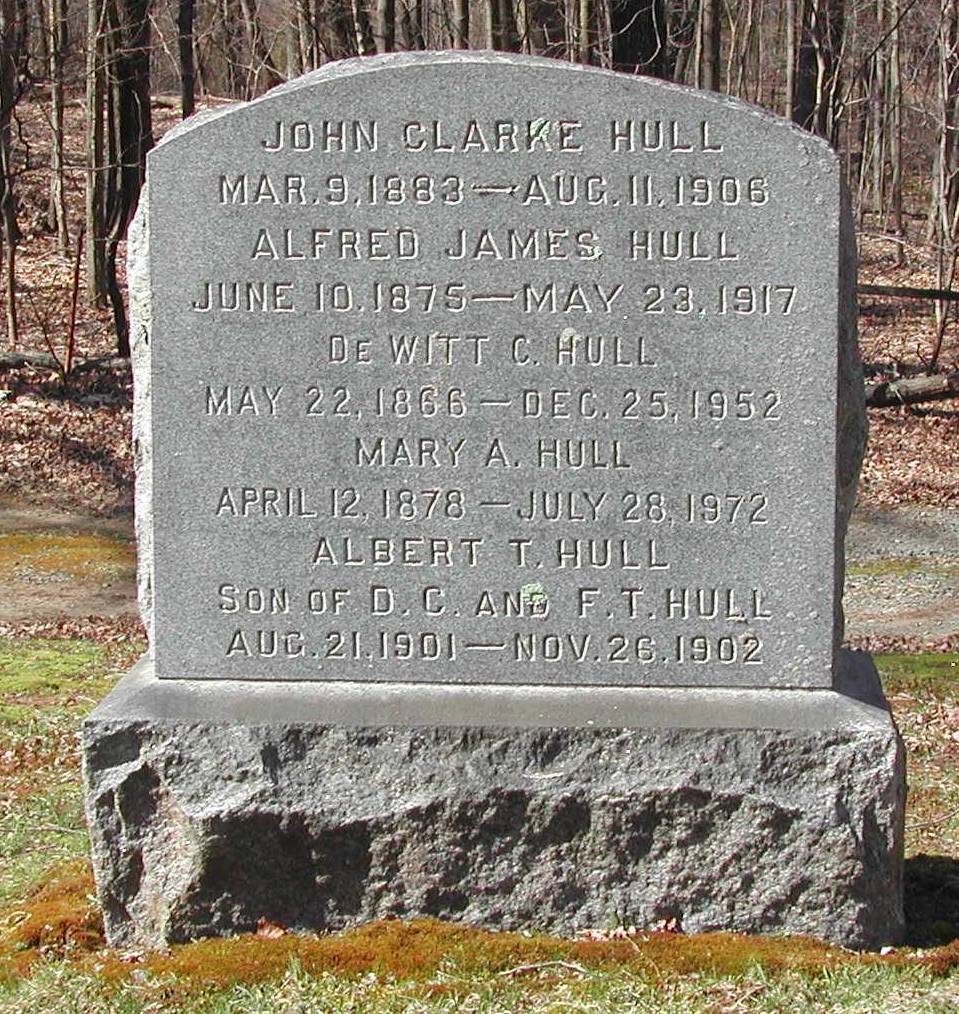 JOHN CLARKE HULL
MAR. 9, 1883 — AUG. 11, 1906
ALFRED JAMES HULL
JUNE 10, 1875 — MAY 23, 1917
DE WITT C. HULL
MAY 22, 1866 — DEC. 25, 1952
MARY A. HULL
APRIL 12, 1878 — JULY 28, 1972
ALBERT T. HULL
SON OF D. C. AND F. T. HULL
AUG. 21, 1901 — NOV. 26, 1902